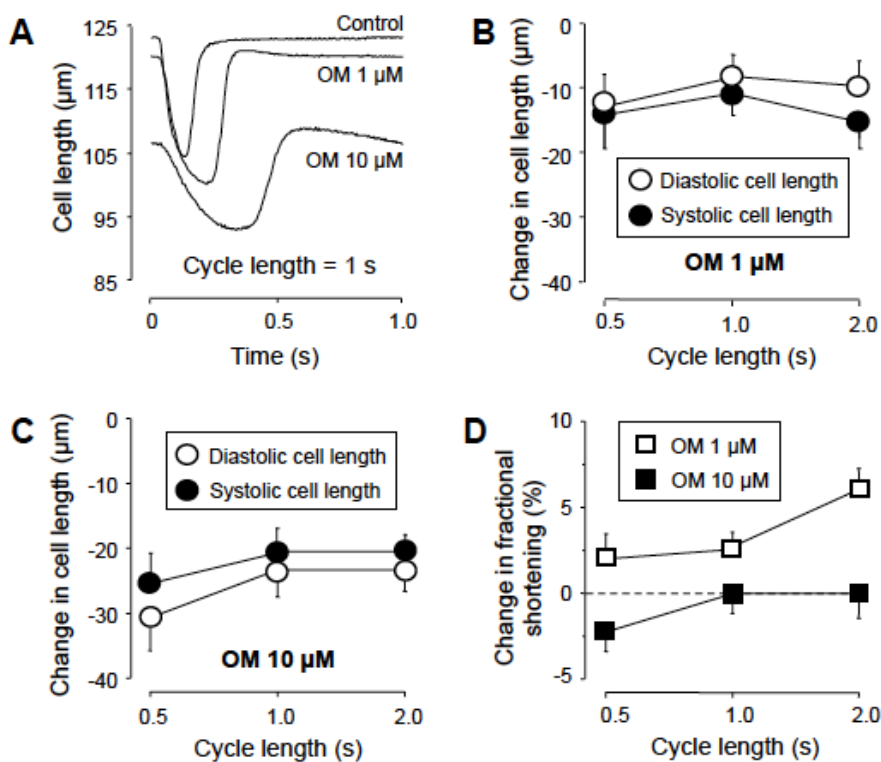 A
Cell length (µm)
125
115
105
95
85
Control
OM 1 µM
OM 10 µM
Cycle length = 1 s
0
0.5
1.0
Time (s)
B
Change in cell length (µm)
-0
-10
-20
-30
-40
Diastolic cell length
Systolic cell length
OM 1 µM
0.5
1.0
2.0
Cycle length (s)
C
Change in cell length (µm)
-0
-10
-20
-30
-40
Diastolic cell length
Systolic cell length
OM 10 µM
0.5
1.0
2.0
Cycle length (s)
D
Change in fractional
shortening (%)
10
5
0
-5
OM 1 µM
OM 10 µM
0.5
1.0
2.0
Cycle length (s)